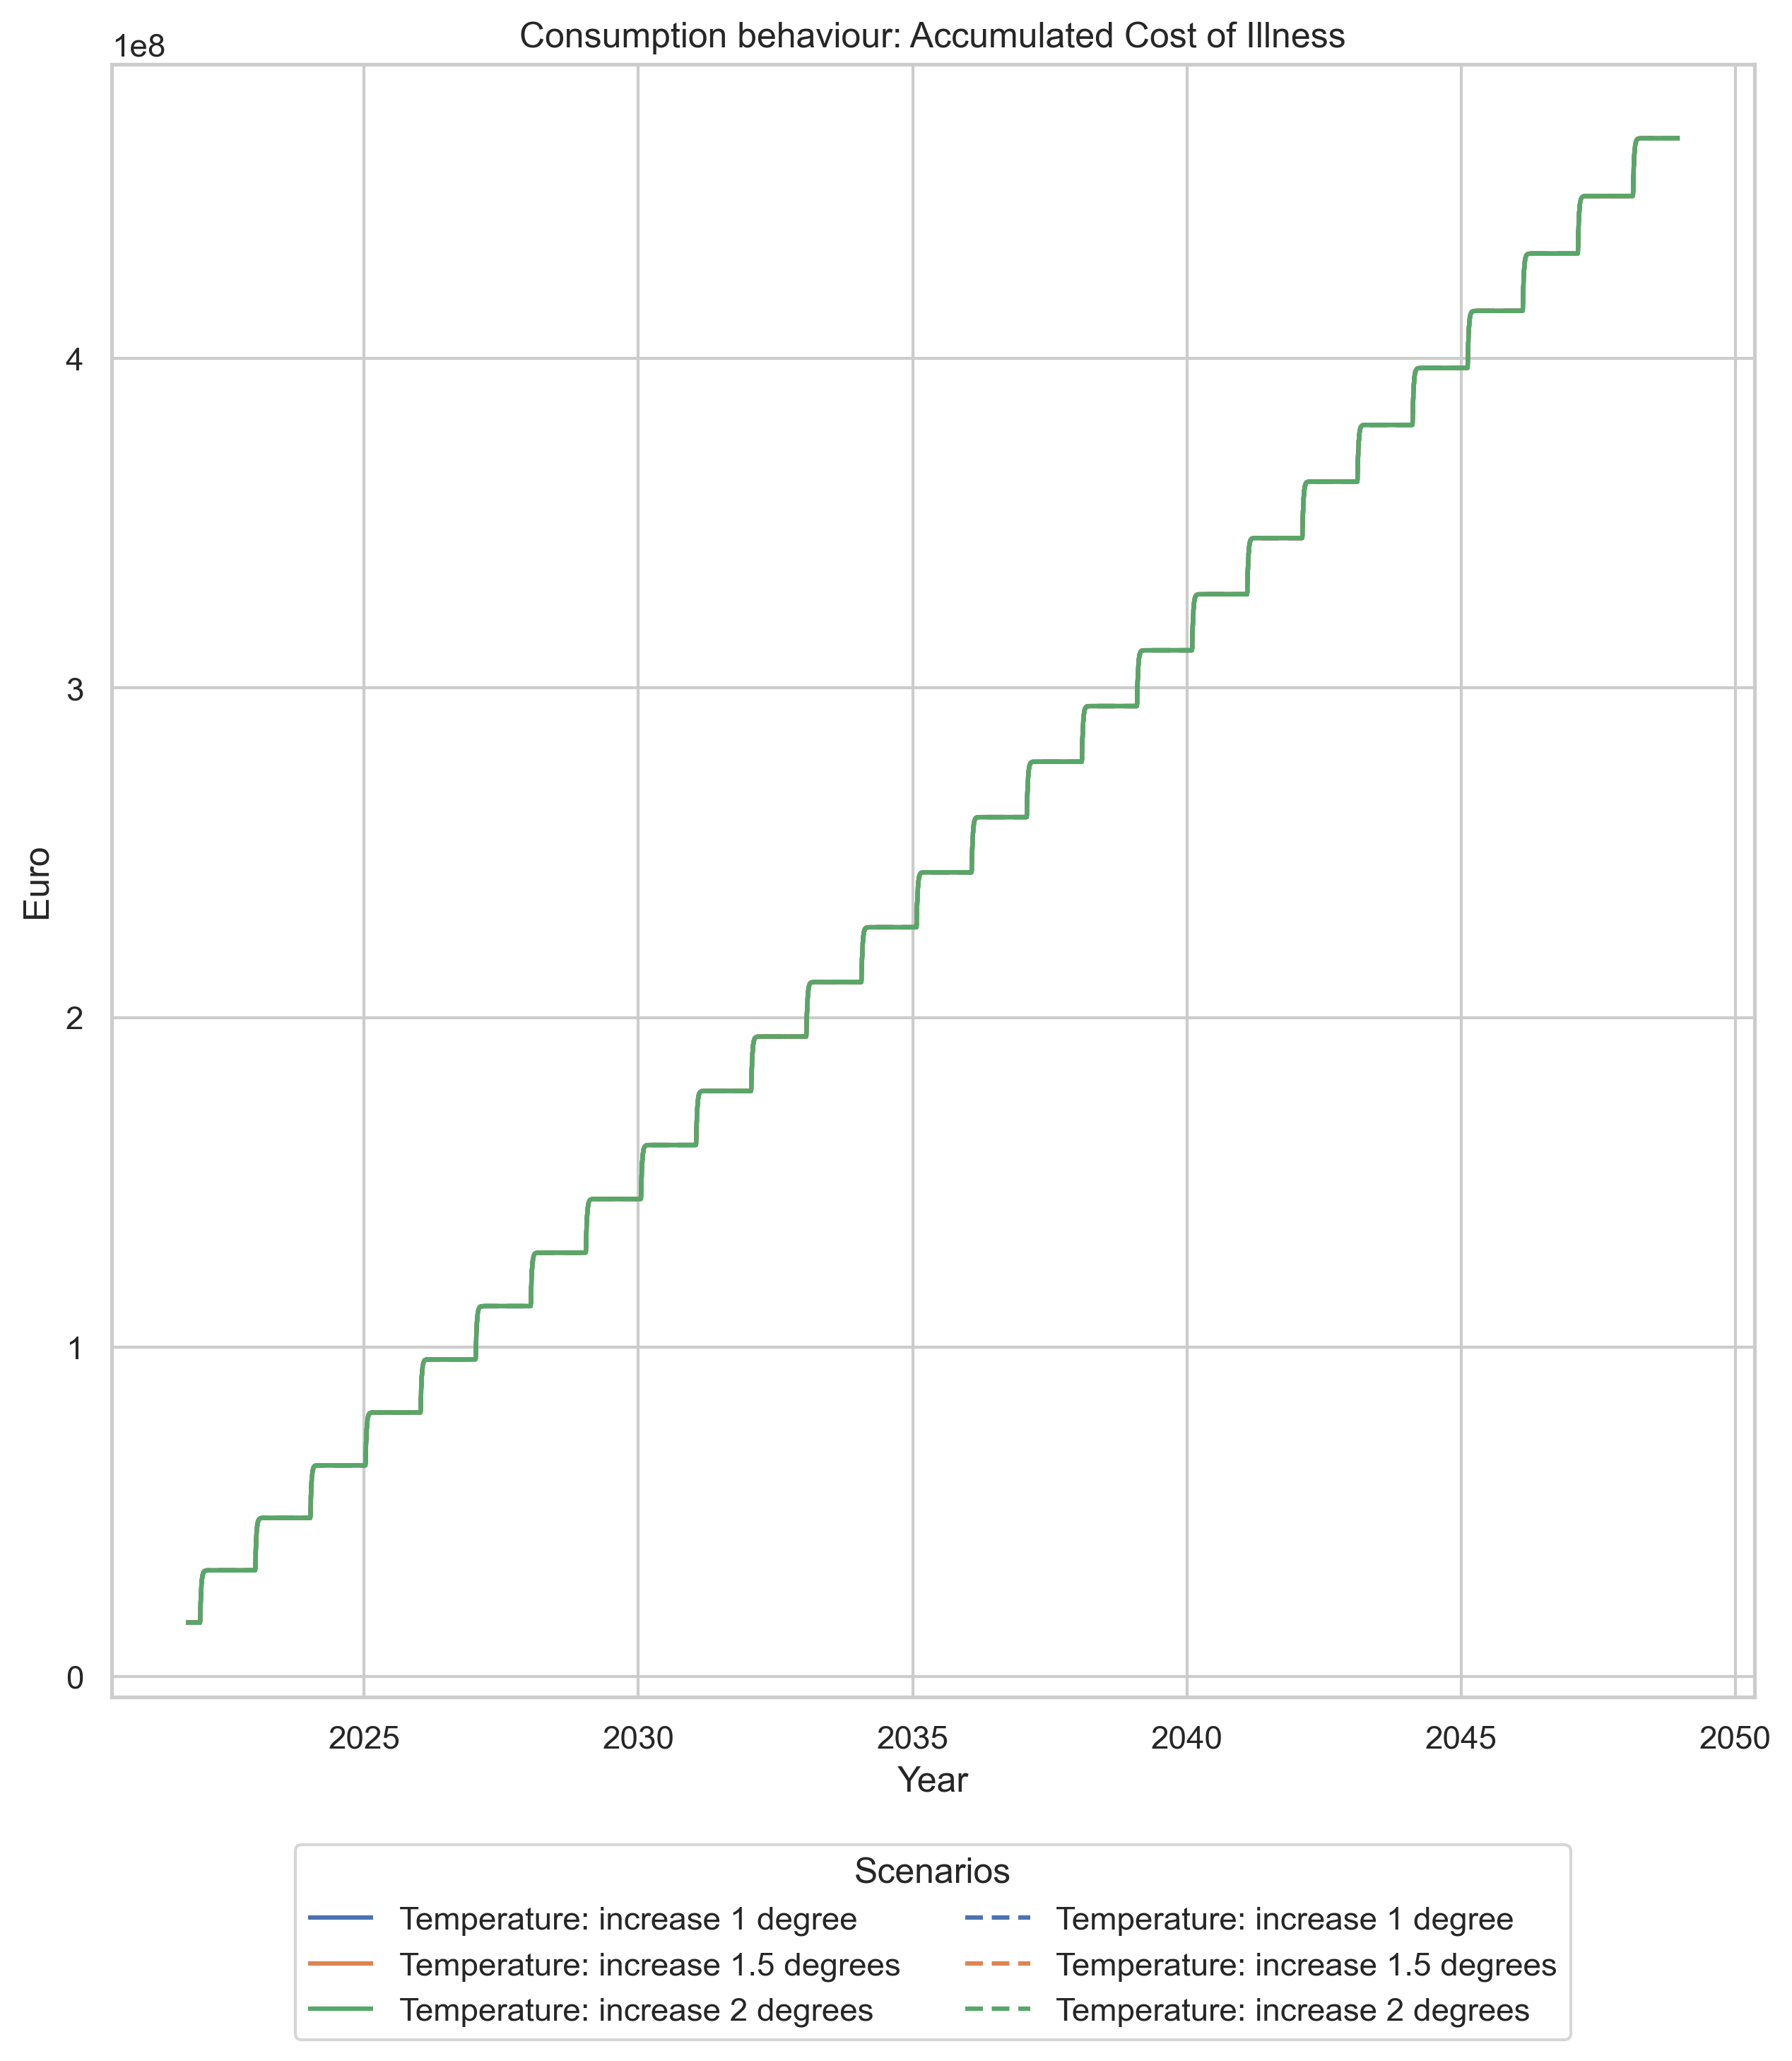 Consumption behaviour: Accumulated Cost of Illness
1e8
4
3
2
1
0
Euro
2025 2030 2035 2040 2045 2050
Year
Scenarios
Temperature: increase 1 degree Temperature: increase 1 degree
Temperature: increase 1.5 degrees Temperature: increase 1.5 degrees
Temperature: increase 2 degrees Temperature: increase 2 degrees